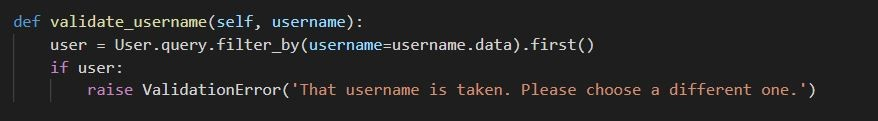 def validate_username(self, username):
    user = User.query.filter_by(username=username.data).first()
    if user:
        raise ValidationError('That username is taken. Please choose a different one.')